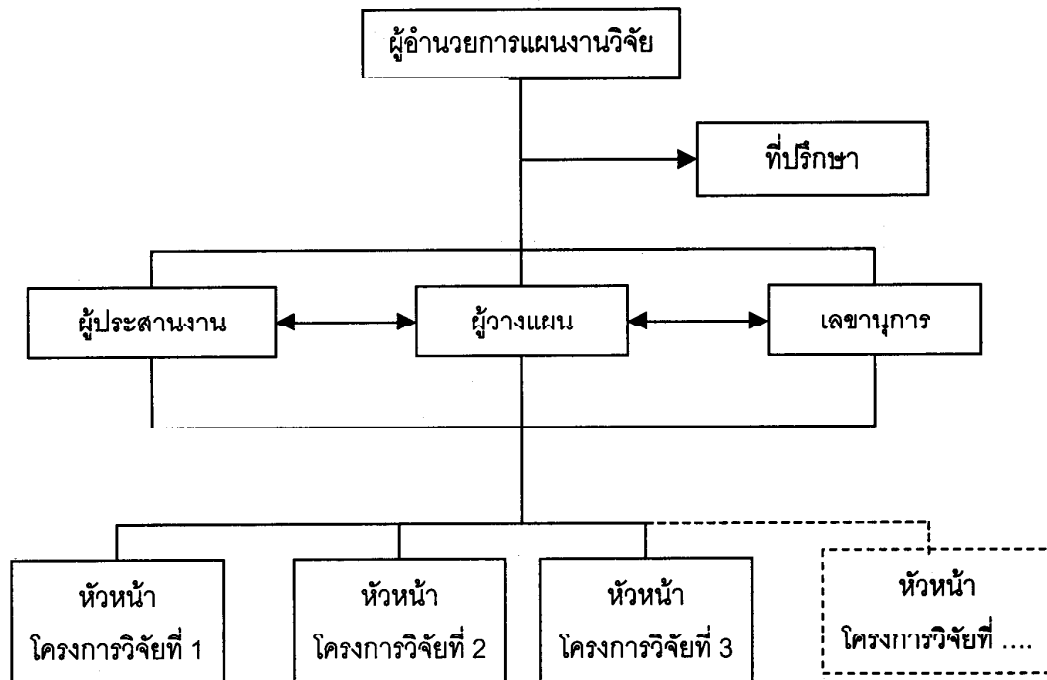 ผู้อำนวยการแผนงานวิจัย
ที่ปรึกษา
ผู้ประสานงาน
ผู้วางแผน
เลขานุการ
หัวหน้า
โครงการวิจัยที่ 1
หัวหน้า
โครงการวิจัยที่ 2
หัวหน้า
โครงการวิจัยที่ 3
หัวหน้า
โครงการวิจัยที่ ....